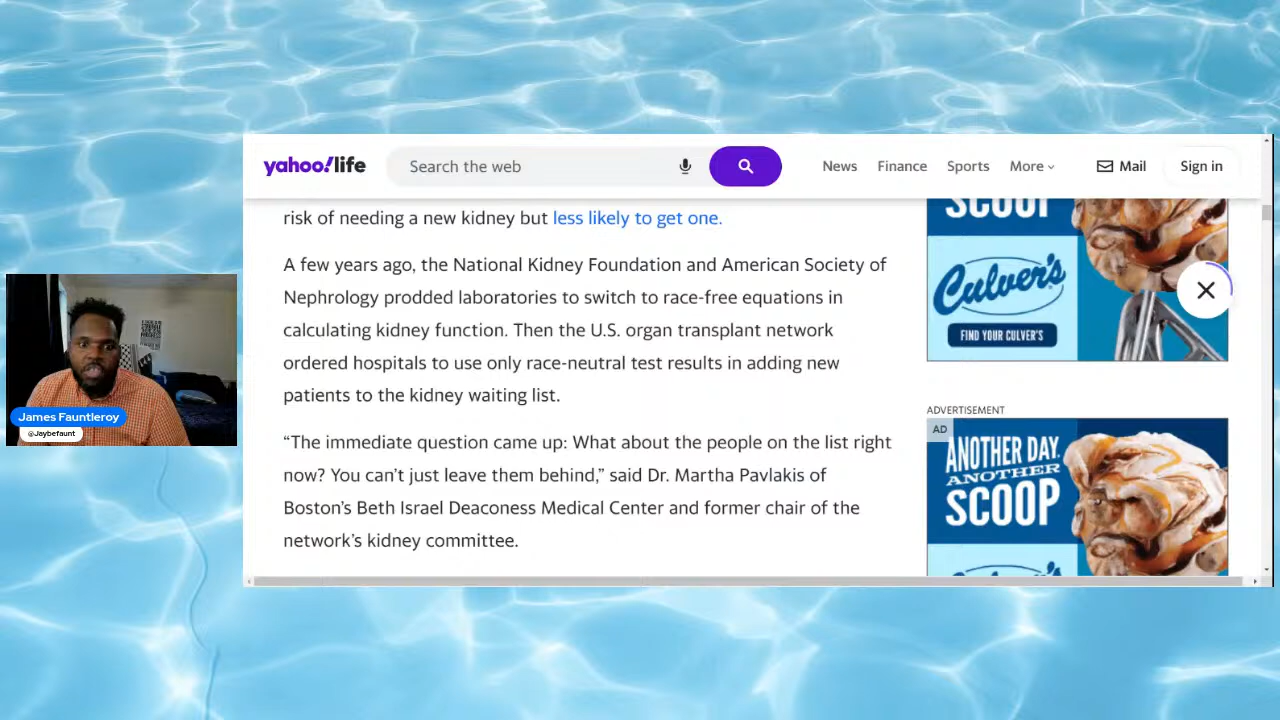 yahoo!life
Search the web
News
Finance
Sports
More
Mail
Sign in
risk of needing a new kidney but less likely to get one.
A few years ago, the National Kidney Foundation and American Society of
Nephrology prodded laboratories to switch to race-free equations in
calculating kidney function. Then the U.S. organ transplant network
ordered hospitals to use only race-neutral test results in adding new
patients to the kidney waiting list.
“The immediate question came up: What about the people on the list right
now? You can’t just leave them behind,” said Dr. Martha Pavlakis of
Boston’s Beth Israel Deaconess Medical Center and former chair of the
network’s kidney committee.
SCOOP
Culver's
FIND YOUR CULVER'S
ADVERTISEMENT
AD
ANOTHER DAY.
ANOTHER
SCOOP
James Fauntleroy
@Jaybefaunt